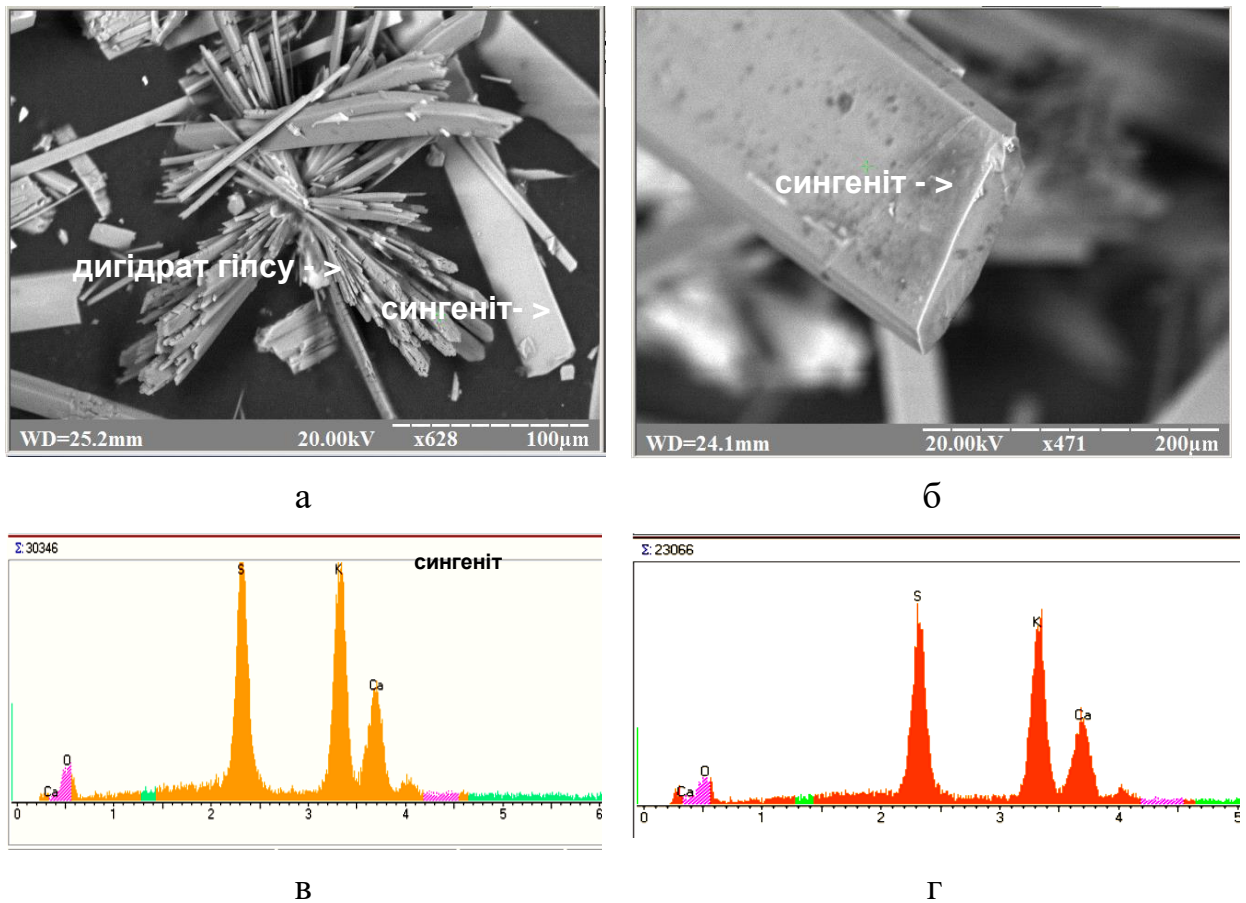 дигідрат гіпсу - >
сингеніт- >
WD=25.2mm 20.00kV x628 100µm
сингеніт - >
WD=24.1mm 20.00kV x471 200µm
а
б
Σ: 30346
сингеніт
S
K
Ca
O
Ca
0 1 2 3 4 5 6
Σ: 23066
S
K
Ca
O
Ca
0 1 2 3 4 5
в
г